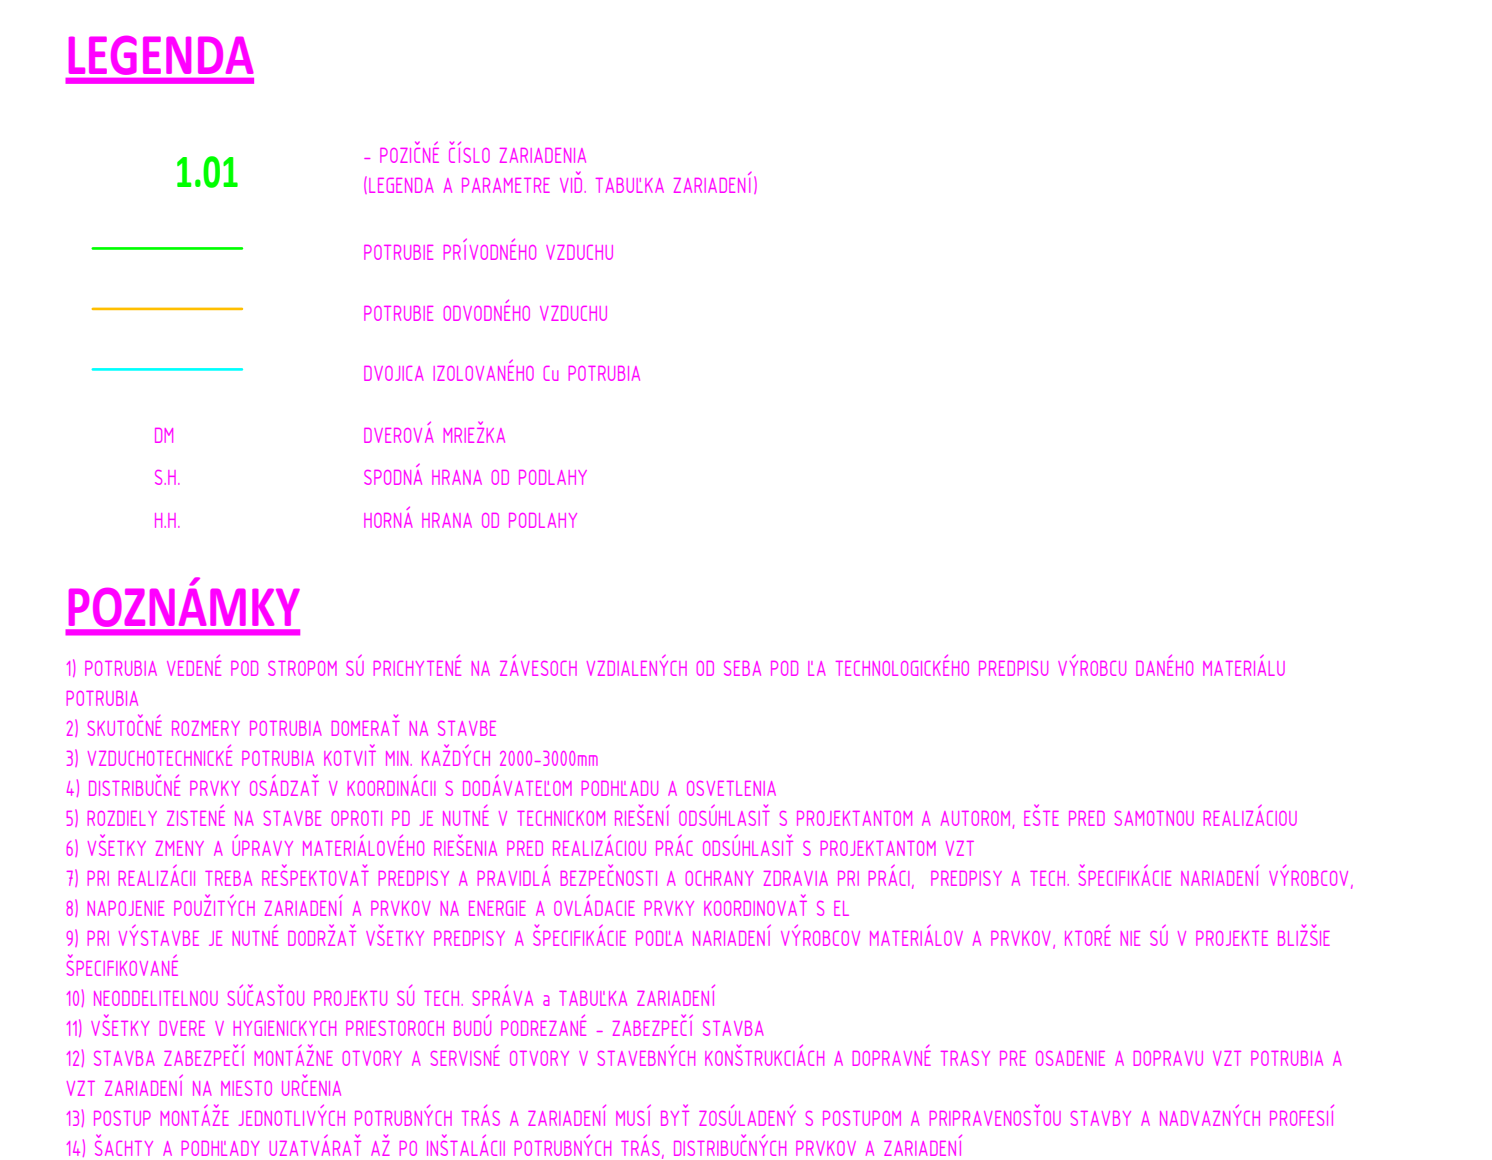 LEGENDA
1.01
- POZIČNÉ ČÍSLO ZARIADENIA
(LEGENDA A PARAMETRE VIĎ. TABUĽKA ZARIADENÍ)
POTRUBIE PRÍVODNÉHO VZDUCHU
POTRUBIE ODVODNÉHO VZDUCHU
DVOJICA IZOLOVANÉHO Cu POTRUBIA
DM DVEROVÁ MRIEŽKA
S.H. SPODNÁ HRANA OD PODLAHY
H.H. HORNÁ HRANA OD PODLAHY
POZNÁMKY
1) POTRUBIA VEDENÉ POD STROPOM SÚ PRICHYTENÉ NA ZÁVESOCH VZDIALENÝCH OD SEBA POD ĽA TECHNOLOGICKÉHO PREDPISU VÝROBCU DANÉHO MATERIÁLU
POTRUBIA
2) SKUTOČNÉ ROZMERY POTRUBIA DOMERAŤ NA STAVBE
3) VZDUCHOTECHNICKÉ POTRUBIA KOTVIŤ MIN. KAŽDÝCH 2000-3000mm
4) DISTRIBUČNÉ PRVKY OSÁDZAŤ V KOORDINÁCII S DODÁVATEĽOM PODHĽADU A OSVETLENIA
5) ROZDIELY ZISTENÉ NA STAVBE OPROTI PD JE NUTNÉ V TECHNICKOM RIEŠENÍ ODSÚHLASIŤ S PROJEKTANTOM A AUTOROM, EŠTE PRED SAMOTNOU REALIZÁCIOU
6) VŠETKY ZMENY A ÚPRAVY MATERIÁLOVÉHO RIEŠENIA PRED REALIZÁCIOU PRÁC ODSÚHLASIŤ S PROJEKTANTOM VZT
7) PRI REALIZÁCII TREBA REŠPEKTOVAŤ PREDPISY A PRAVIDLÁ BEZPEČNOSTI A OCHRANY ZDRAVIA PRI PRÁCI,  PREDPISY A TECH. ŠPECIFIKÁCIE NARIADENÍ VÝROBCOV,
8) NAPOJENIE POUŽITÝCH ZARIADENÍ A PRVKOV NA ENERGIE A OVLÁDACIE PRVKY KOORDINOVAŤ S EL
9) PRI VÝSTAVBE JE NUTNÉ DODRŽAŤ VŠETKY PREDPISY A ŠPECIFIKÁCIE PODĽA NARIADENÍ VÝROBCOV MATERIÁLOV A PRVKOV, KTORÉ NIE SÚ V PROJEKTE BLIŽŠIE
ŠPECIFIKOVANÉ
10) NEODDELITELNOU SÚČASŤOU PROJEKTU SÚ TECH. SPRÁVA a TABUĽKA ZARIADENÍ
11) VŠETKY DVERE V HYGIENICKYCH PRIESTOROCH BUDÚ PODREZANÉ - ZABEZPEČÍ STAVBA
12) STAVBA ZABEZPEČÍ MONTÁŽNE OTVORY A SERVISNÉ OTVORY V STAVEBNÝCH KONŠTRUKCIÁCH A DOPRAVNÉ TRASY PRE OSADENIE A DOPRAVU VZT POTRUBIA A
VZT ZARIADENÍ NA MIESTO URČENIA
13) POSTUP MONTÁŽE JEDNOTLIVÝCH POTRUBNÝCH TRÁS A ZARIADENÍ MUSÍ BYŤ ZOSÚLADENÝ S POSTUPOM A PRIPRAVENOSŤOU STAVBY A NADVAZNÝCH PROFESIÍ
14) ŠACHTY A PODHĽADY UZATVÁRAŤ AŽ PO INŠTALÁCII POTRUBNÝCH TRÁS, DISTRIBUČNÝCH PRVKOV A ZARIADENÍ